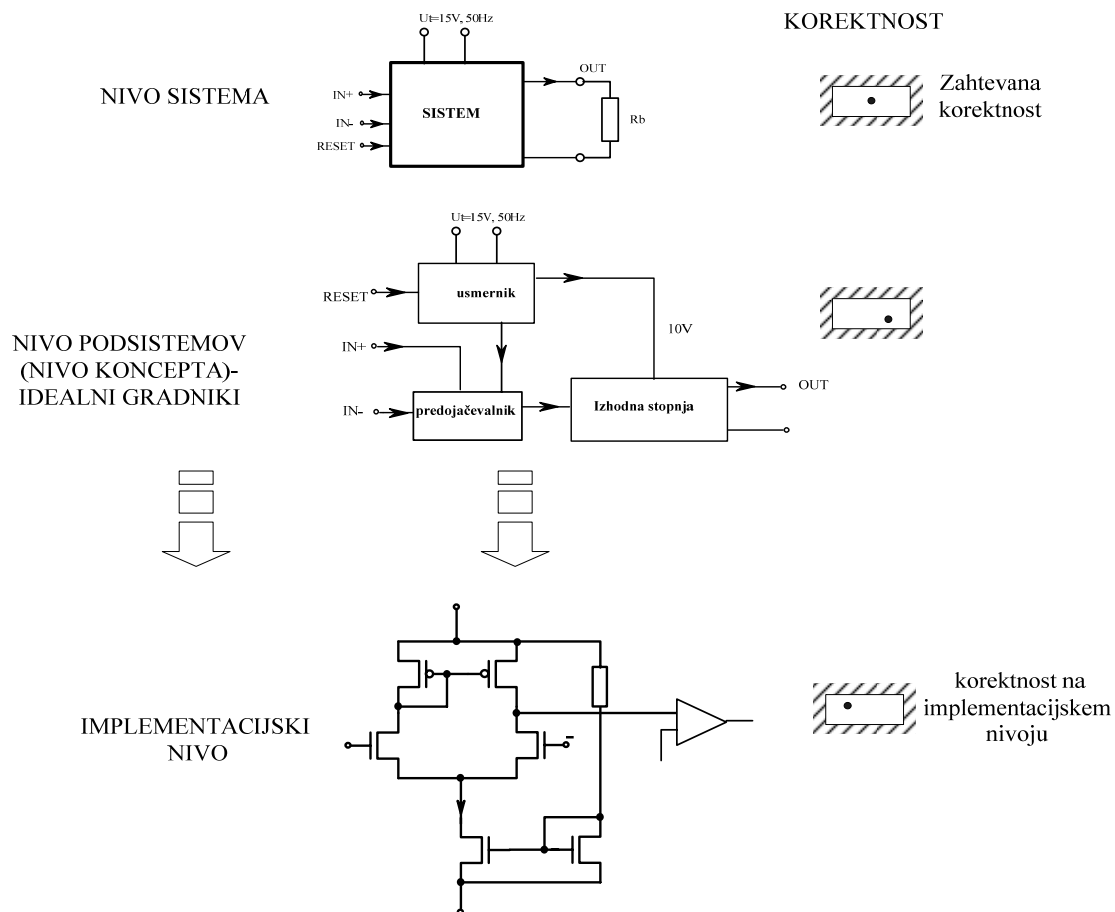 KOREKTNOST
Ut=15V, 50Hz
NIVO SISTEMA
IN+
IN-
RESET
SISTEM
OUT
Rb
Zahtevana
korektnost
Ut=15V, 50Hz
RESET
usmernik
10V
NIVO PODSISTEMOV
(NIVO KONCEPTA)-
IDEALNI GRADNIKI
IN+
IN-
predojačevalnik
Izhodna stopnja
OUT
IMPLEMENTACIJSKI
NIVO
-
korektnost na
implementacijskem
nivoju